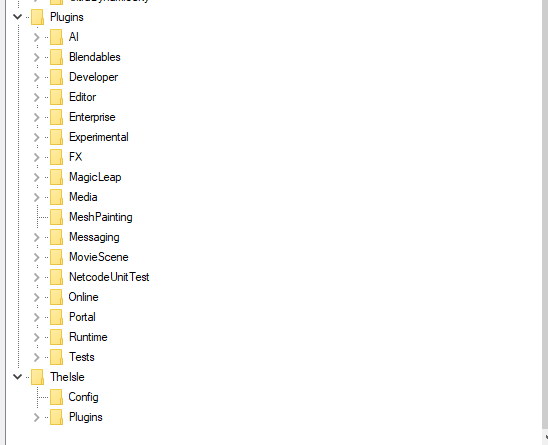 Plugins
AI
Blendables
Developer
Editor
Enterprise
Experimental
FX
MagicLeap
Media
MeshPainting
Messaging
MovieScene
NetcodeUnitTest
Online
Portal
Runtime
Tests
TheIsle
Config
Plugins